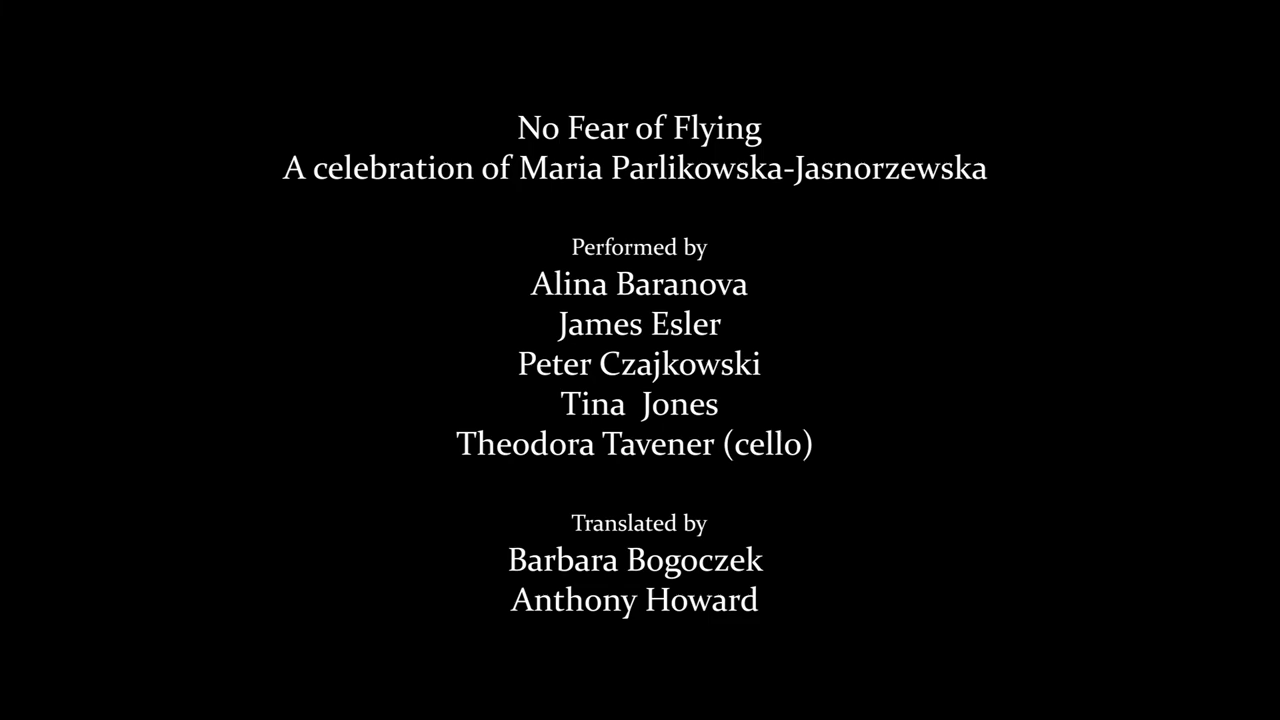 No Fear of Flying
A celebration of Maria Parlikowska-Jasnorzewska
Performed by
Alina Baranova
James Esler
Peter Czajkowski
Tina  Jones
Theodora Tavener (cello)
Translated by
Barbara Bogoczek
Anthony Howard